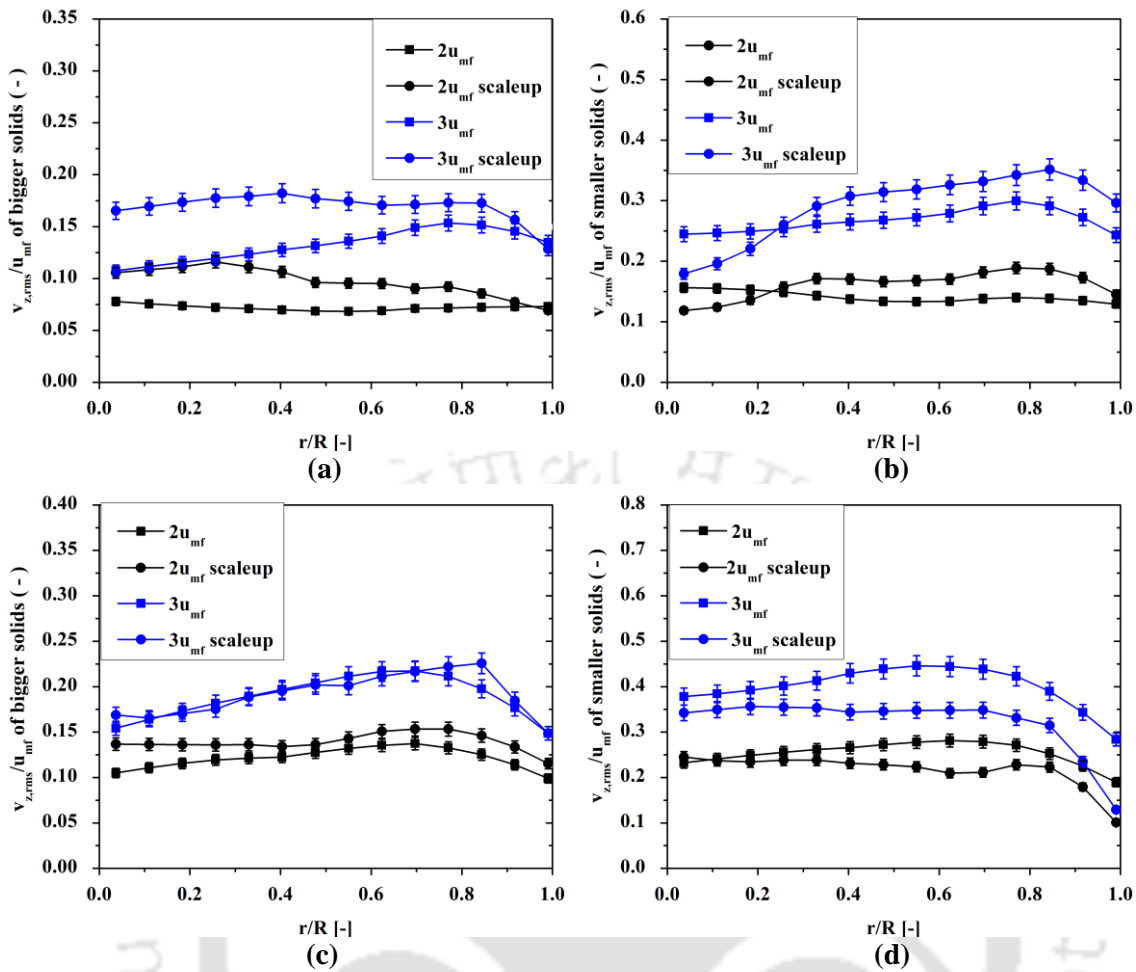 0.35
0.30
0.25
0.20
0.15
0.10
0.05
0.00
v_z,rms/u_mf of bigger solids ( - )
2u_mf
2u_mf scaleup
3u_mf
3u_mf scaleup
0.0 0.2 0.4 0.6 0.8 1.0
r/R [-]
(a)
0.6
0.5
0.4
0.3
0.2
0.1
0.0
v_z,rms/u_mf of smaller solids ( - )
2u_mf
2u_mf scaleup
3u_mf
3u_mf scaleup
0.0 0.2 0.4 0.6 0.8 1.0
r/R [-]
(b)
0.40
0.35
0.30
0.25
0.20
0.15
0.10
0.05
0.00
v_z,rms/u_mf of bigger solids ( - )
2u_mf
2u_mf scaleup
3u_mf
3u_mf scaleup
0.0 0.2 0.4 0.6 0.8 1.0
r/R [-]
(c)
0.8
0.7
0.6
0.5
0.4
0.3
0.2
0.1
0.0
v_z,rms/u_mf of smaller solids ( - )
2u_mf
2u_mf scaleup
3u_mf
3u_mf scaleup
0.0 0.2 0.4 0.6 0.8 1.0
r/R [-]
(d)